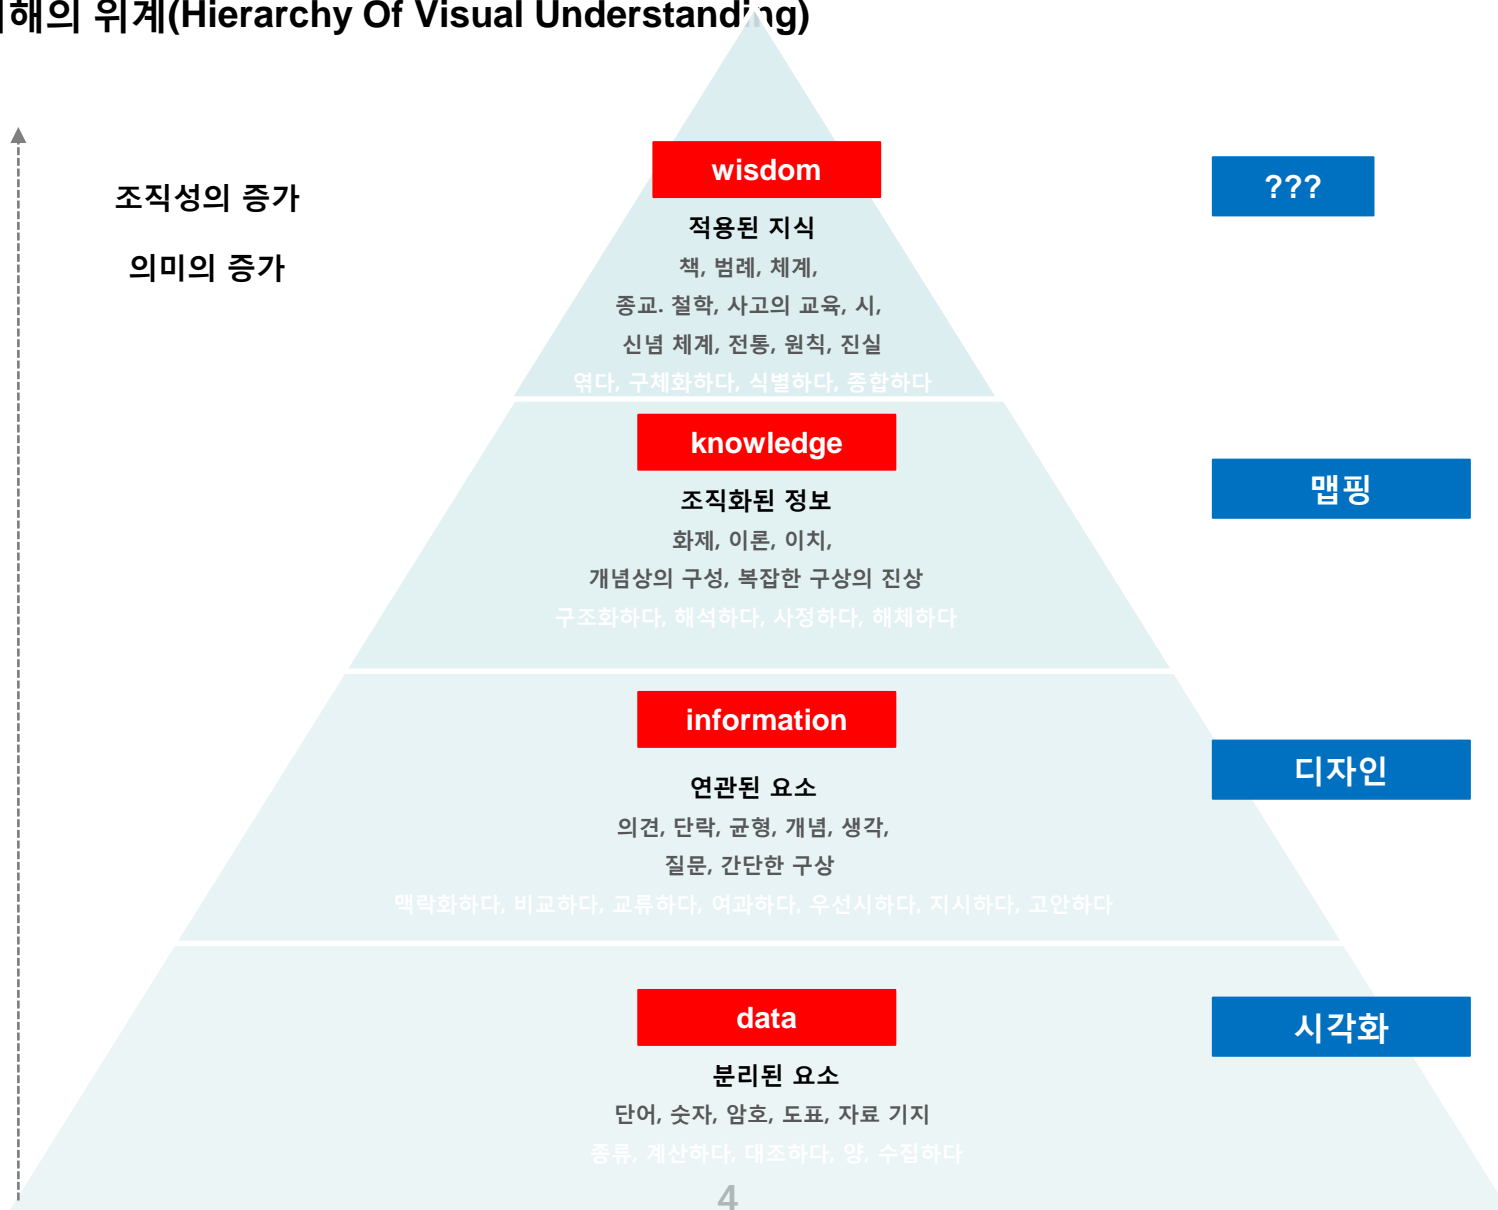 해의 위계(Hierarchy Of Visual Understanding)
조직성의 증가
의미의 증가
wisdom
???
적용된 지식
책, 범례, 체계,
종교. 철학, 사고의 교육, 시,
신념 체계, 전통, 원칙, 진실
엮다, 구체화하다, 식별하다, 종합하다
knowledge
맵핑
조직화된 정보
화제, 이론, 이치,
개념상의 구성, 복잡한 구상의 진상
구조화하다, 해석하다, 사정하다, 해체하다
information
디자인
연관된 요소
의견, 단락, 균형, 개념, 생각,
질문, 간단한 구상
맥락화하다, 비교하다, 교류하다, 여과하다, 우선시하다, 지시하다, 고안하다
data
시각화
분리된 요소
단어, 숫자, 암호, 도표, 자료 기지
종류, 계산하다, 대조하다, 양, 수집하다
4